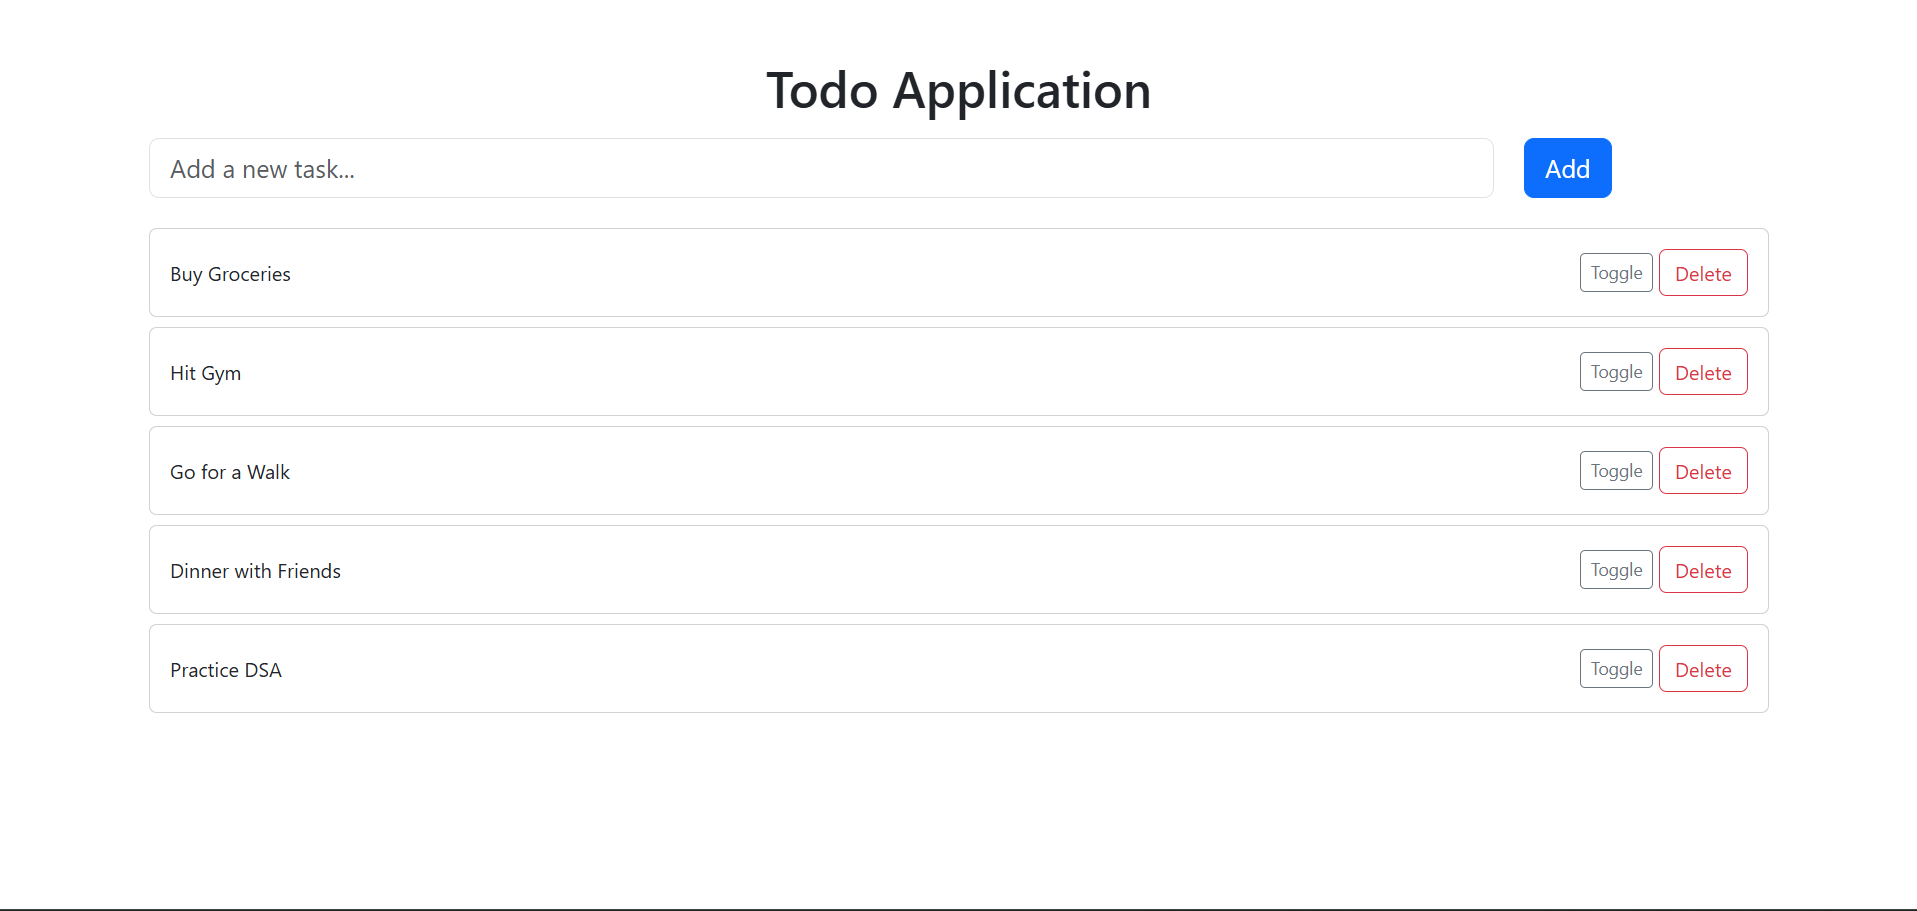 Todo Application
Add a new task... Add
Buy Groceries Toggle Delete
Hit Gym Toggle Delete
Go for a Walk Toggle Delete
Dinner with Friends Toggle Delete
Practice DSA Toggle Delete